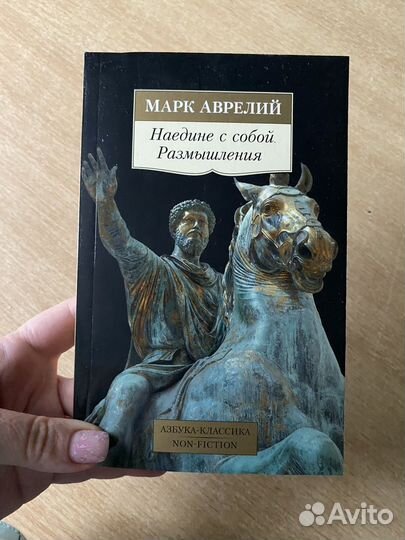 МАРК АВРЕЛИЙ
Наедине с собой.
Размышления
АЗБУКА-КЛАССИКА
NON-FICTION
Avito